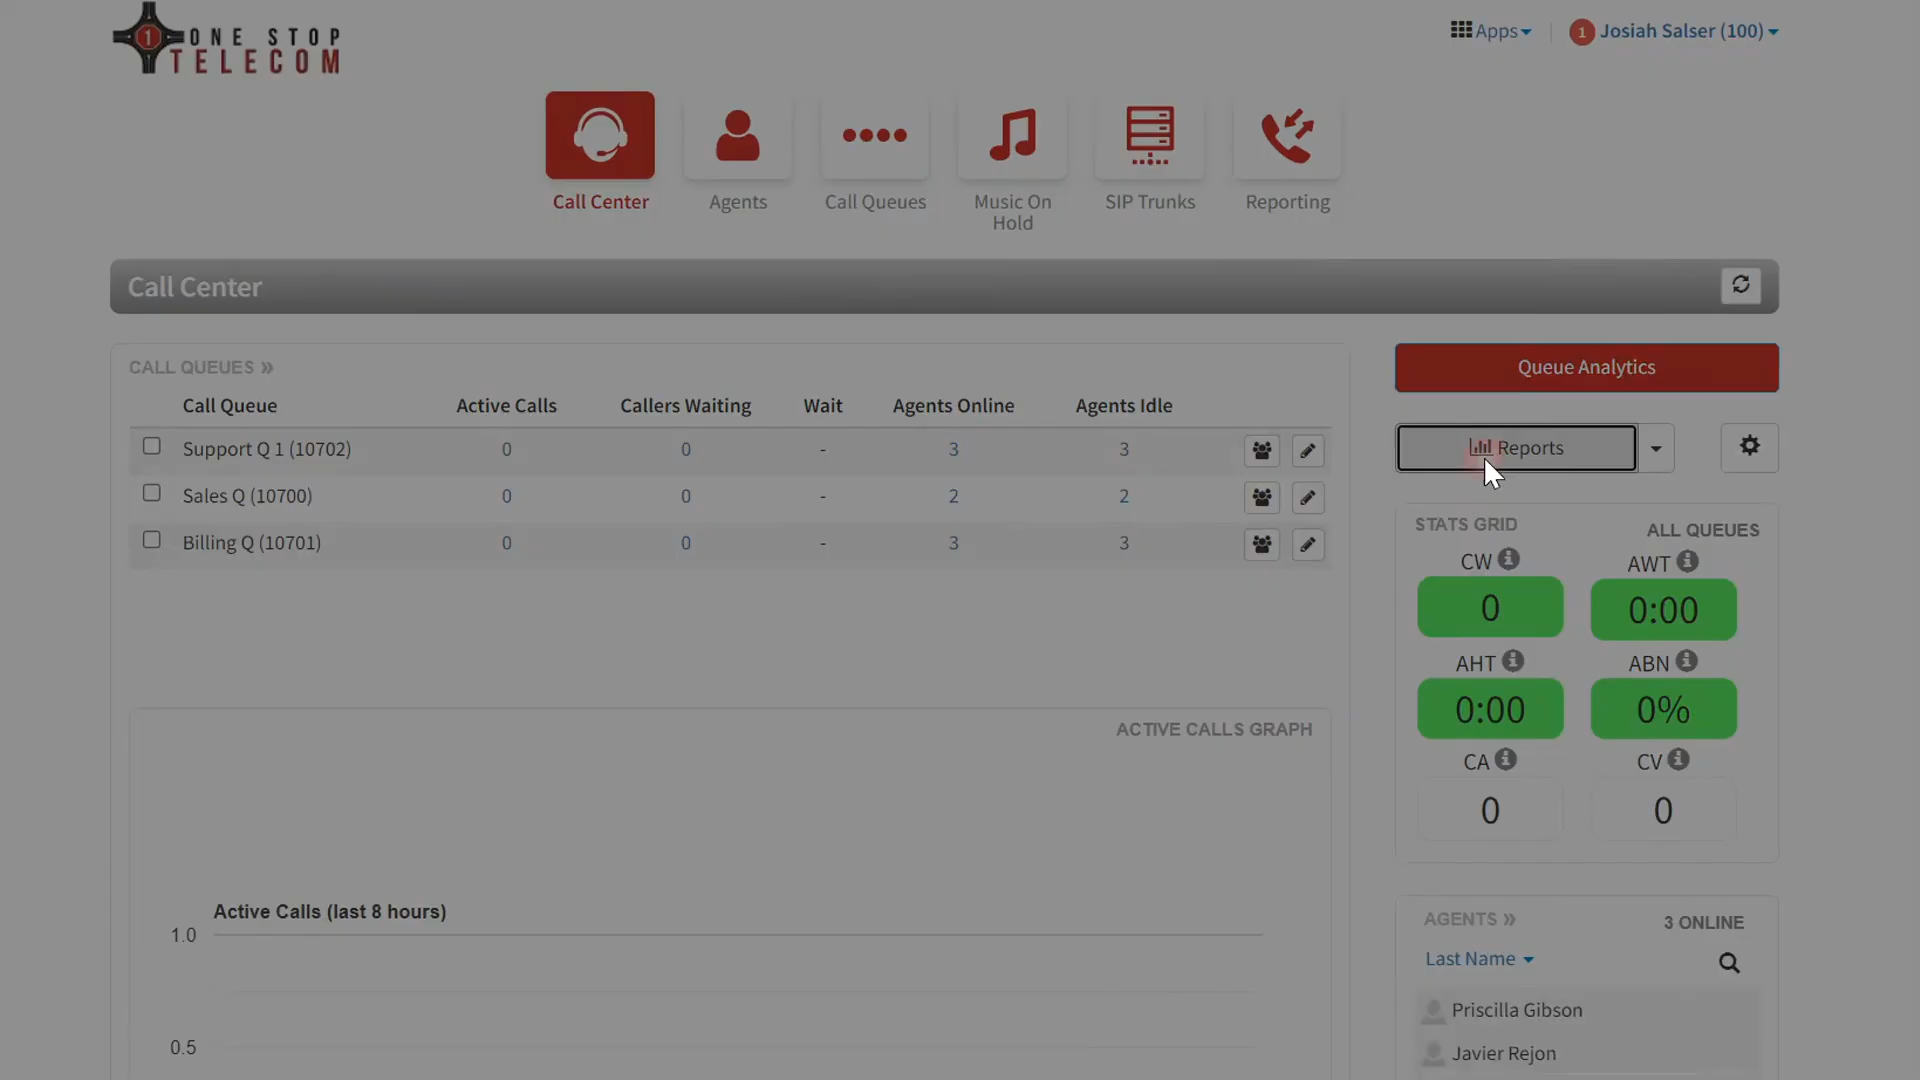 1
ONE STOP
TELECOM
Apps
1
Josiah Salser (100)
Call Center
Agents
Call Queues
Music On
Hold
SIP Trunks
Reporting
Call Center
CALL QUEUES »
Call Queue Active Calls Callers Waiting Wait Agents Online Agents Idle
Support Q 1 (10702) 0 0 - 3 3
Sales Q (10700) 0 0 - 2 2
Billing Q (10701) 0 0 - 3 3
ACTIVE CALLS GRAPH
Active Calls (last 8 hours)
1.0
0.5
Queue Analytics
Reports
STATS GRID
ALL QUEUES
CW AWT
0 0:00
AHT ABN
0:00 0%
CA CV
0 0
AGENTS »
3 ONLINE
Last Name
Priscilla Gibson
Javier Rejon